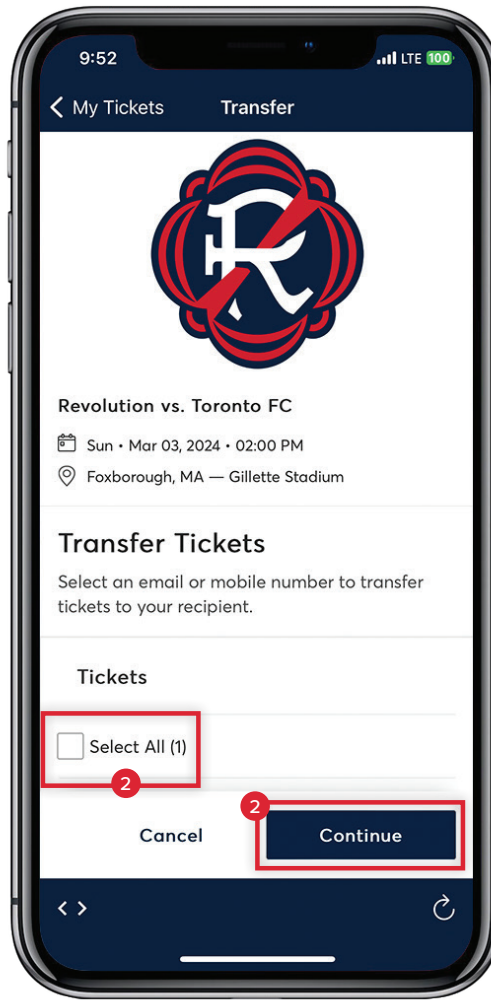 9:52
LTE 100
My Tickets Transfer
R
Revolution vs. Toronto FC
Sun • Mar 03, 2024 • 02:00 PM
Foxborough, MA — Gillette Stadium
Transfer Tickets
Select an email or mobile number to transfer
tickets to your recipient.
Tickets
Select All (1)
2
2
Cancel Continue